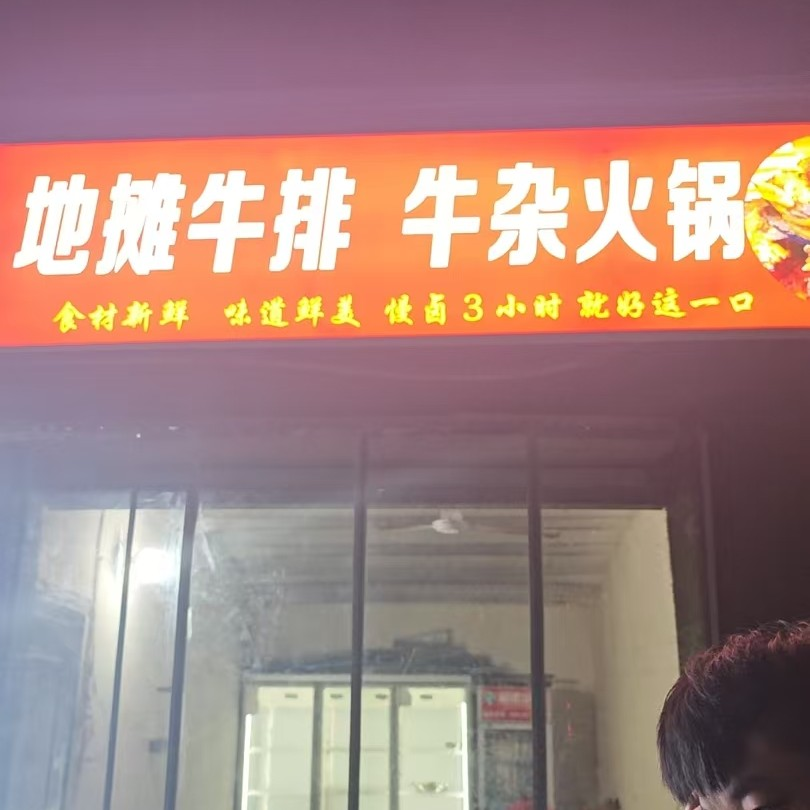 地摊牛排 牛杂火锅
食材新鲜 味道鲜美 慢卤3小时 就好这一口